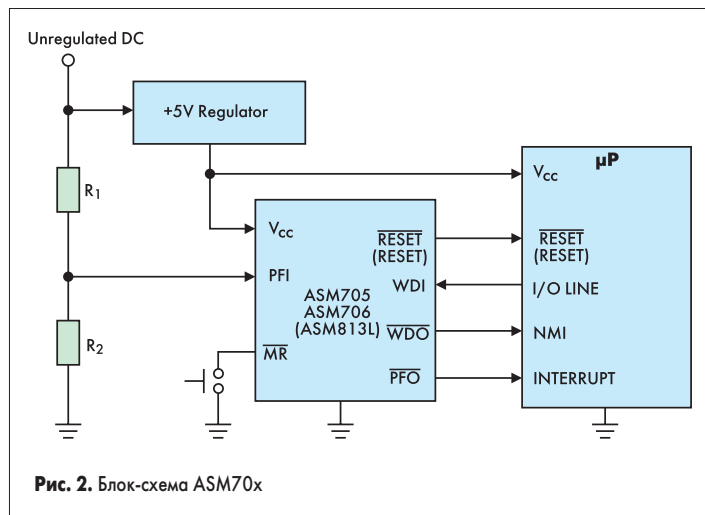 Unregulated DC
+5V Regulator
R1
R2
VCC
PFI
MR
ASM705
ASM706
(ASM813L)
RESET
(RESET)
WDI
WDO
PFO
µP
VCC
RESET
(RESET)
I/O LINE
NMI
INTERRUPT
Рис. 2. Блок-схема ASM70x